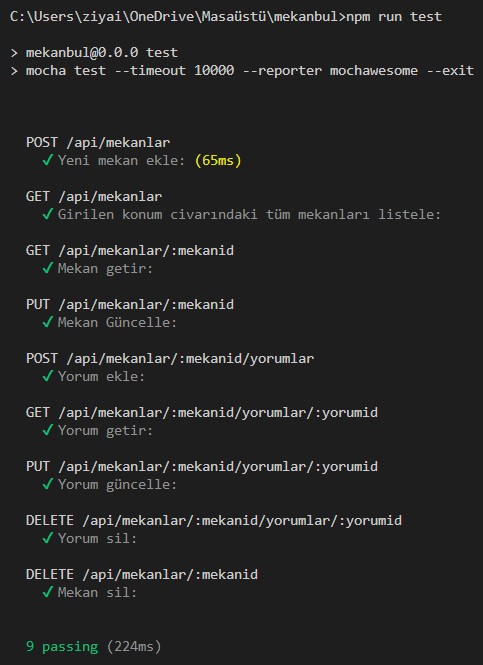 C:\Users\ziyai\OneDrive\Masaüstü\mekanbul>npm run test
> mekanbul@0.0.0 test
> mocha test --timeout 10000 --reporter mochawesome --exit
POST /api/mekanlar
✓ Yeni mekan ekle: (65ms)
GET /api/mekanlar
✓ Girilen konum civarındaki tüm mekanları listele:
GET /api/mekanlar/:mekanid
✓ Mekan getir:
PUT /api/mekanlar/:mekanid
✓ Mekan Güncelle:
POST /api/mekanlar/:mekanid/yorumlar
✓ Yorum ekle:
GET /api/mekanlar/:mekanid/yorumlar/:yorumid
✓ Yorum getir:
PUT /api/mekanlar/:mekanid/yorumlar/:yorumid
✓ Yorum güncelle:
DELETE /api/mekanlar/:mekanid/yorumlar/:yorumid
✓ Yorum sil:
DELETE /api/mekanlar/:mekanid
✓ Mekan sil:
9 passing (224ms)